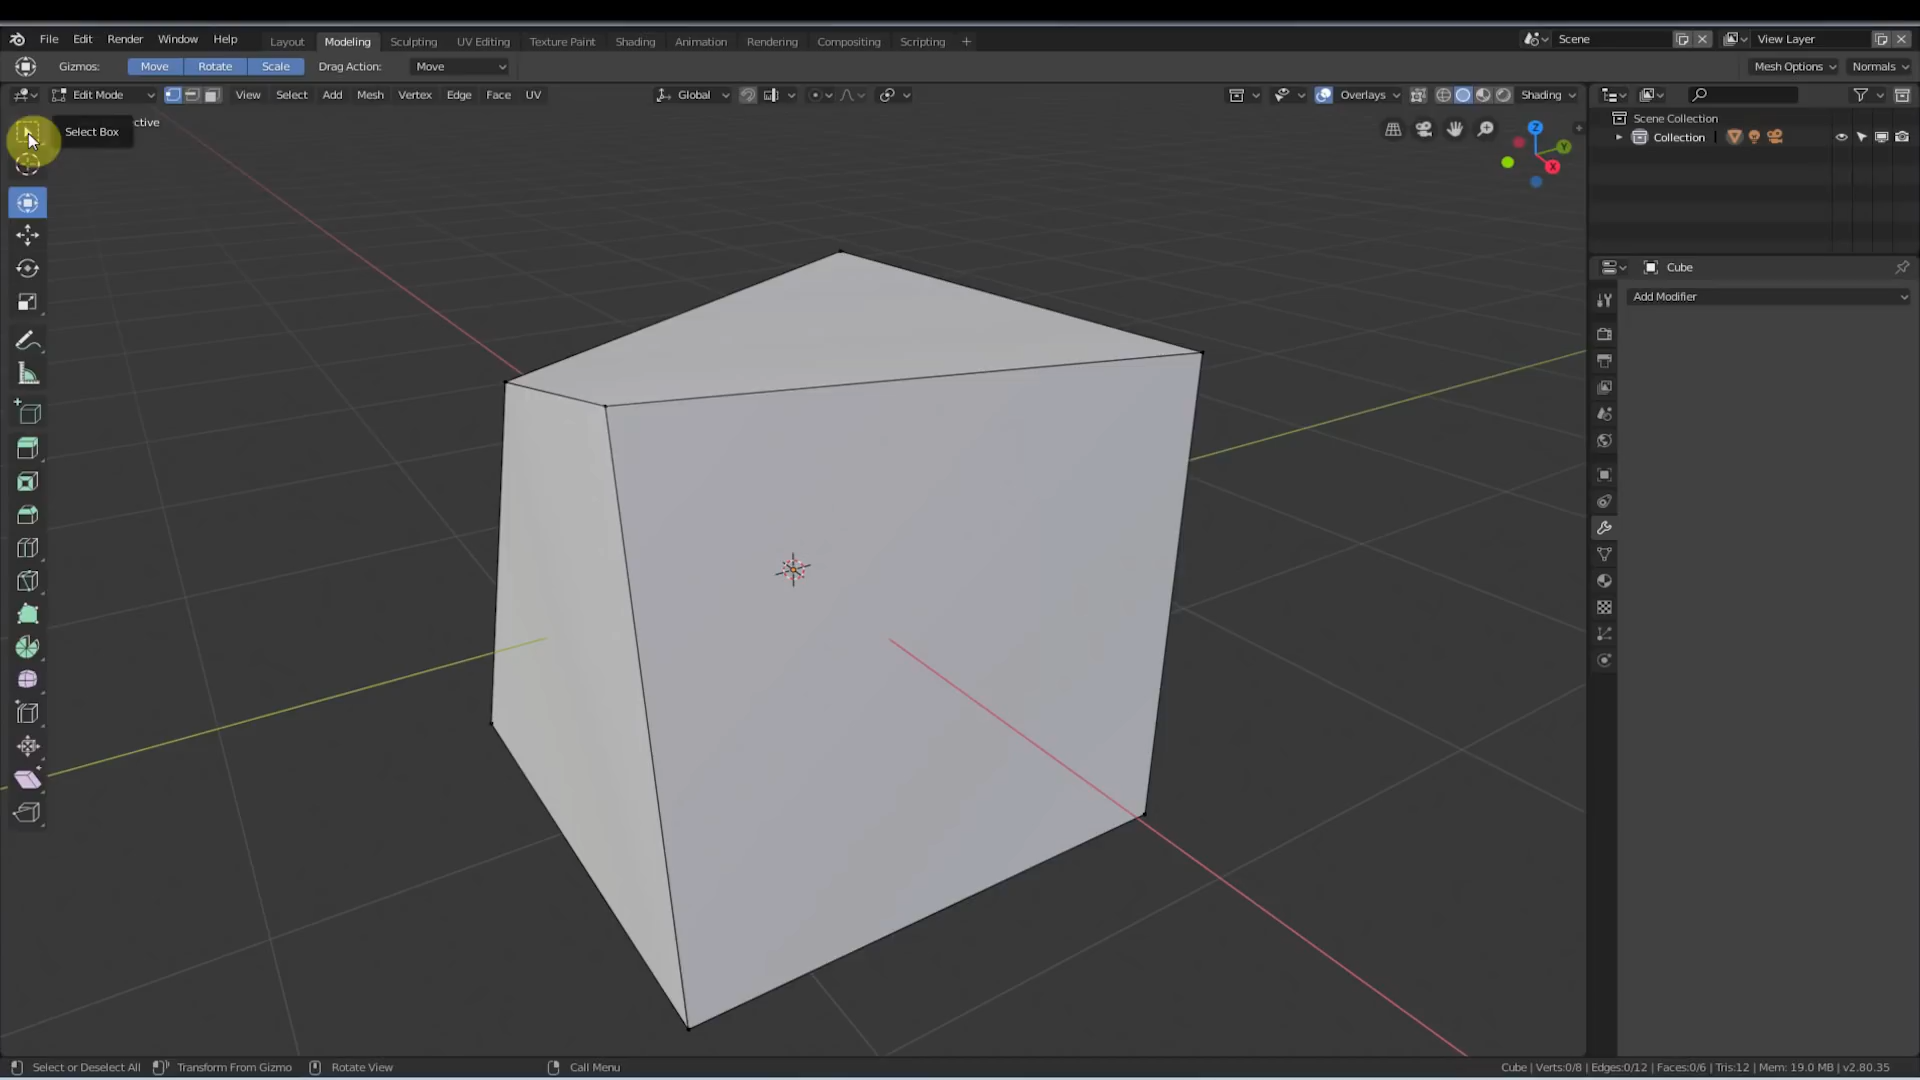 File Edit Render Window Help Layout Modeling Sculpting UV Editing Texture Paint Shading Animation Rendering Compositing Scripting + Scene View Layer
Gizmos: Move Rotate Scale Drag Action: Move Mesh Options Normals
Edit Mode View Select Add Mesh Vertex Edge Face UV Global Overlays Shading
ctive
Select Box
Scene Collection
Collection
Z
Y
X
Cube
Add Modifier
Select or Deselect All Transform From Gizmo Rotate View Call Menu Cube | Verts:0/8 | Edges:0/12 | Faces:0/6 | Tris:12 | Mem: 19.0 MB | v2.80.35